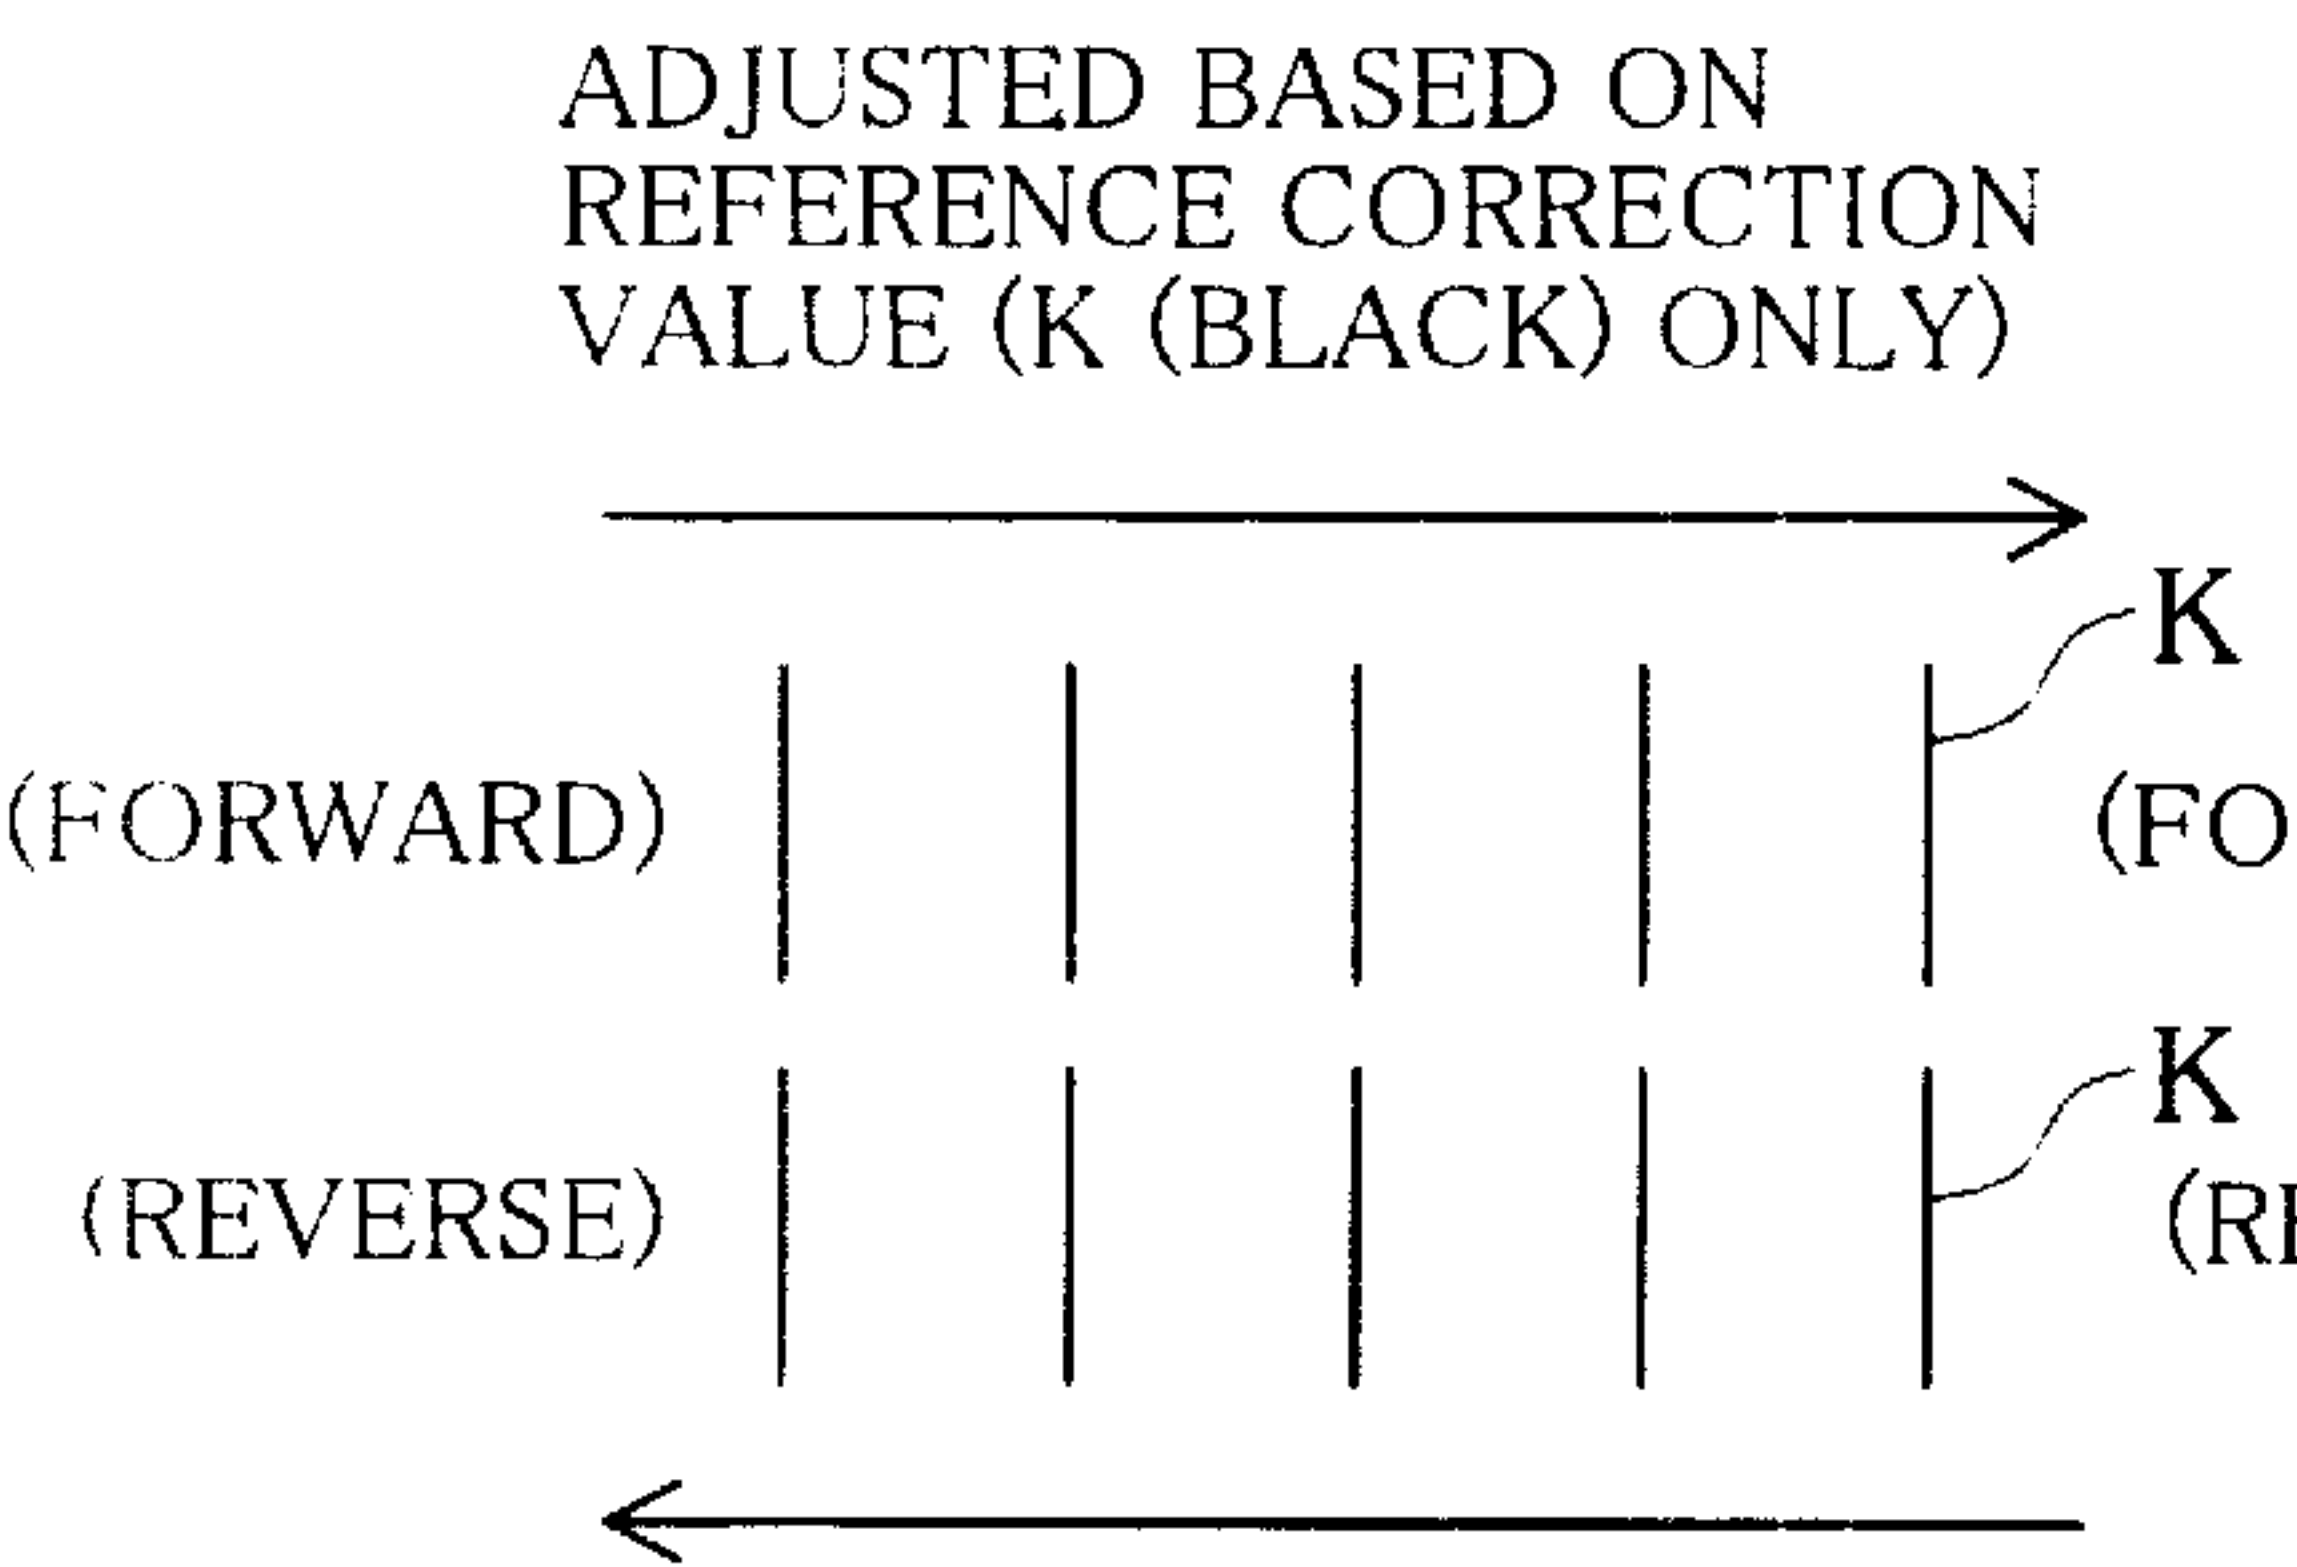 ADJUSTED BASED ON
REFERENCE CORRECTION
VALUE (K (BLACK) ONLY)
K
(FORWARD)
K
(REVERSE)